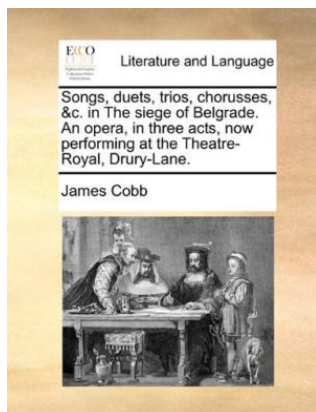 ECCO
Literature and Language
Songs, duets, trios, chorusses,
&c. in The siege of Belgrade.
An opera, in three acts, now
performing at the Theatre-
Royal, Drury-Lane.
James Cobb